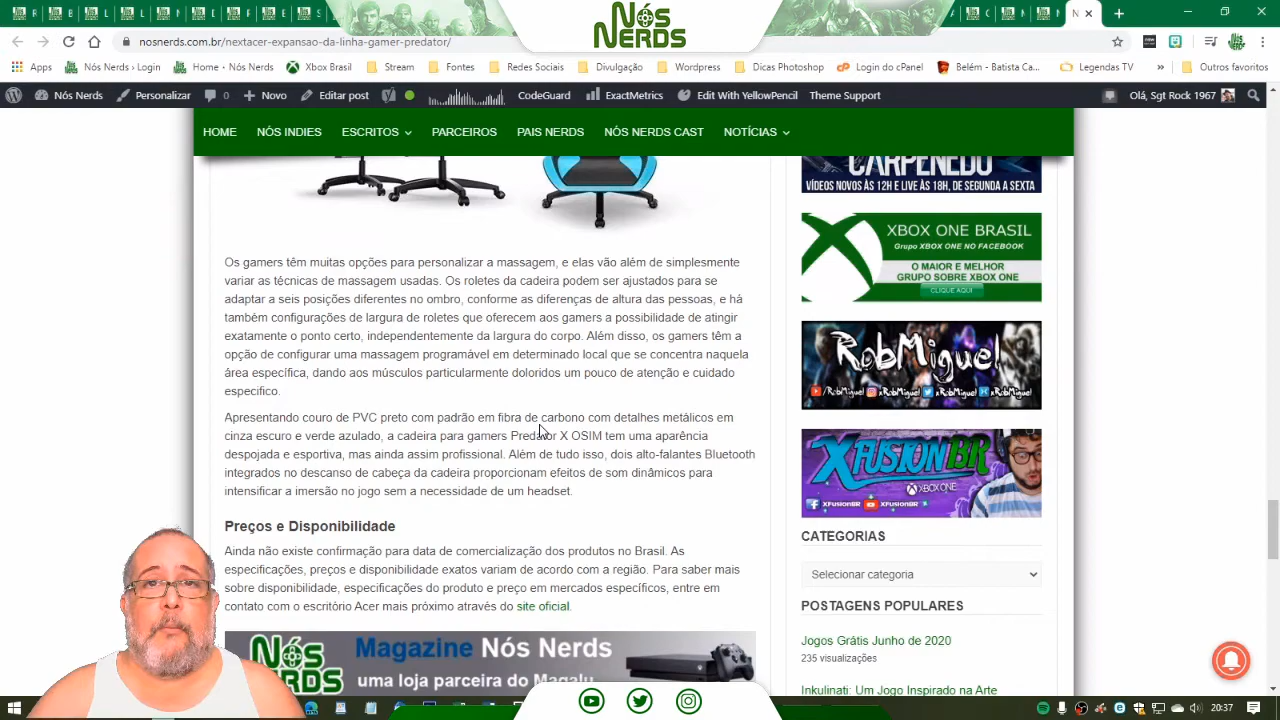 NÓS
NERDS
nosnerds.com.br/nextacer-expansao-da-linha-gamer-predator/
Apps
Nós Nerds › Login
Home - Nós Nerds
Xbox Brasil
Stream
Fontes
Redes Sociais
Divulgação
Wordpress
Dicas Photoshop
Login do cPanel
Belém - Batista Ca...
Legendas TV
»
Outros favoritos
Nós Nerds
Personalizar
0
Novo
Editar post
CodeGuard
ExactMetrics
Edit With YellowPencil
Theme Support
Olá, Sgt Rock 1967
HOME
NÓS INDIES
ESCRITOS
PARCEIROS
PAIS NERDS
NÓS NERDS CAST
NOTÍCIAS
Os gamers têm muitas opções para personalizar a massagem, e elas vão além de simplesmente
variar as técnicas de massagem usadas. Os roletes da cadeira podem ser ajustados para se
adaptarem às posições diferentes no ombro, conforme as diferenças de altura das pessoas, e há
também configurações de largura de roletes que oferecem aos gamers a possibilidade de atingir
exatamente o ponto certo, independentemente da largura do corpo. Além disso, os gamers têm a
opção de configurar uma massagem programável em determinado local que se concentra naquela
área específica, dando aos músculos particularmente doloridos um pouco de atenção e cuidado
especifico.
Apresentando couro de PVC preto com padrão em fibra de carbono com detalhes metálicos em
cinza escuro e verde azulado, a cadeira para gamers Predator X OSIM tem uma aparência
arrojada e esportiva, mas ainda assim profissional. Além de tudo isso, dois alto-falantes Bluetooth
integrados no descanso de cabeça da cadeira proporcionam efeitos de som dinâmicos para
intensificar a imersão no jogo sem a necessidade de um headset.
Preços e Disponibilidade
Ainda não existe confirmação para data de comercialização dos produtos no Brasil. As
especificações, preços e disponibilidade exatos variam de acordo com a região. Para saber mais
sobre disponibilidade, especificações do produto e preço em mercados específicos, entre em
contato com o escritório Acer mais próximo através do site oficial.
NÓS
NERDS
Magazine Nós Nerds
uma loja parceira do Magalu
CARPENEDO
VÍDEOS NOVOS ÀS 12H E LIVE ÀS 18H, DE SEGUNDA A SEXTA
XBOX ONE BRASIL
Grupo XBOX ONE NO FACEBOOK
O MAIOR E MELHOR
GRUPO SOBRE XBOX ONE
CLIQUE AQUI
RobMiguel
/RobMiguel
xRobMiguel
xRobMiguel
xRobMiguel
XFUSIONBR
XBOX ONE
XFusionBR
XFusionBR
CATEGORIAS
Selecionar categoria
POSTAGENS POPULARES
Jogos Grátis Junho de 2020
235 visualizações
Inkulinati: Um Jogo Inspirado na Arte
20:37